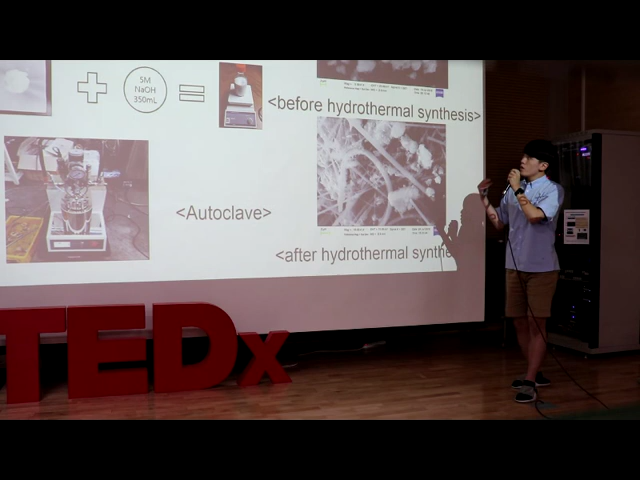 5M
NaOH
350mL
<before hydrothermal synthesis>
<Autoclave>
<after hydrothermal synthe
TEDx